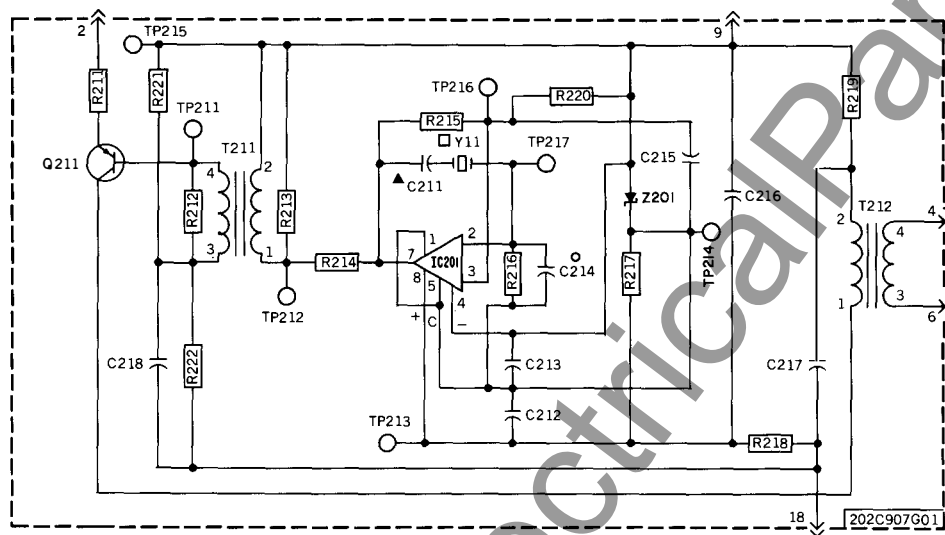 2
TP215
9
R211
R221
TP211
T211
TP216
R220
R219
R215
Y11
TP217
Q211
4
2
C211
C215
R212
R213
Z201
C216
T212
3
1
R214
7
1
2
IC201
8
5
3
4
R216
C214
R217
TP214
2
4
4
1
3
6
+
C
−
TP212
C218
R222
C213
C217
C212
TP213
R218
18
202C907G01
ectricalPar